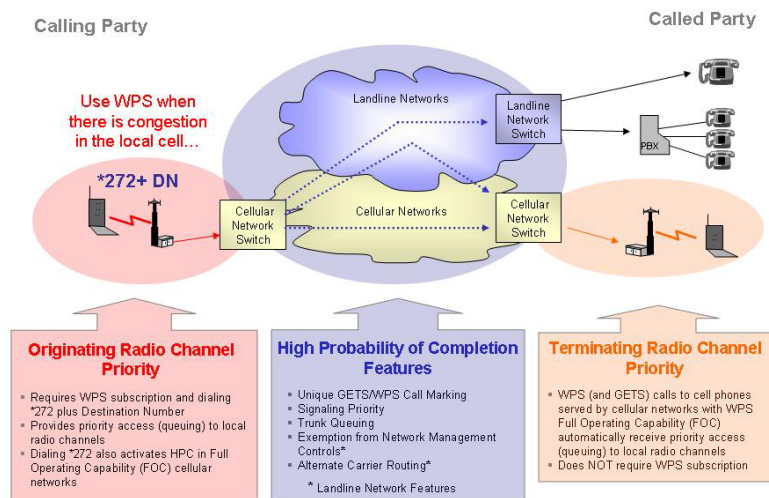 Calling Party
Called Party
Use WPS when
there is congestion
in the local cell…
*272+ DN
Landline Networks
Landline
Network
Switch
PBX
Cellular
Network
Switch
Cellular Networks
Cellular
Network
Switch
Originating Radio Channel
Priority
▪ Requires WPS subscription and dialing
*272 plus Destination Number
▪ Provides priority access (queuing) to local
radio channels
▪ Dialing *272 also activates HPC in Full
Operating Capability (FOC) cellular
networks
High Probability of Completion
Features
▪ Unique GETS/WPS Call Marking
▪ Signaling Priority
▪ Trunk Queuing
▪ Exemption from Network Management
Controls*
▪ Alternate Carrier Routing*
* Landline Network Features
Terminating Radio Channel
Priority
▪ WPS (and GETS) calls to cell phones
served by cellular networks with WPS
Full Operating Capability (FOC)
automatically receive priority access
(queuing) to local radio channels
▪ Does NOT require WPS subscription